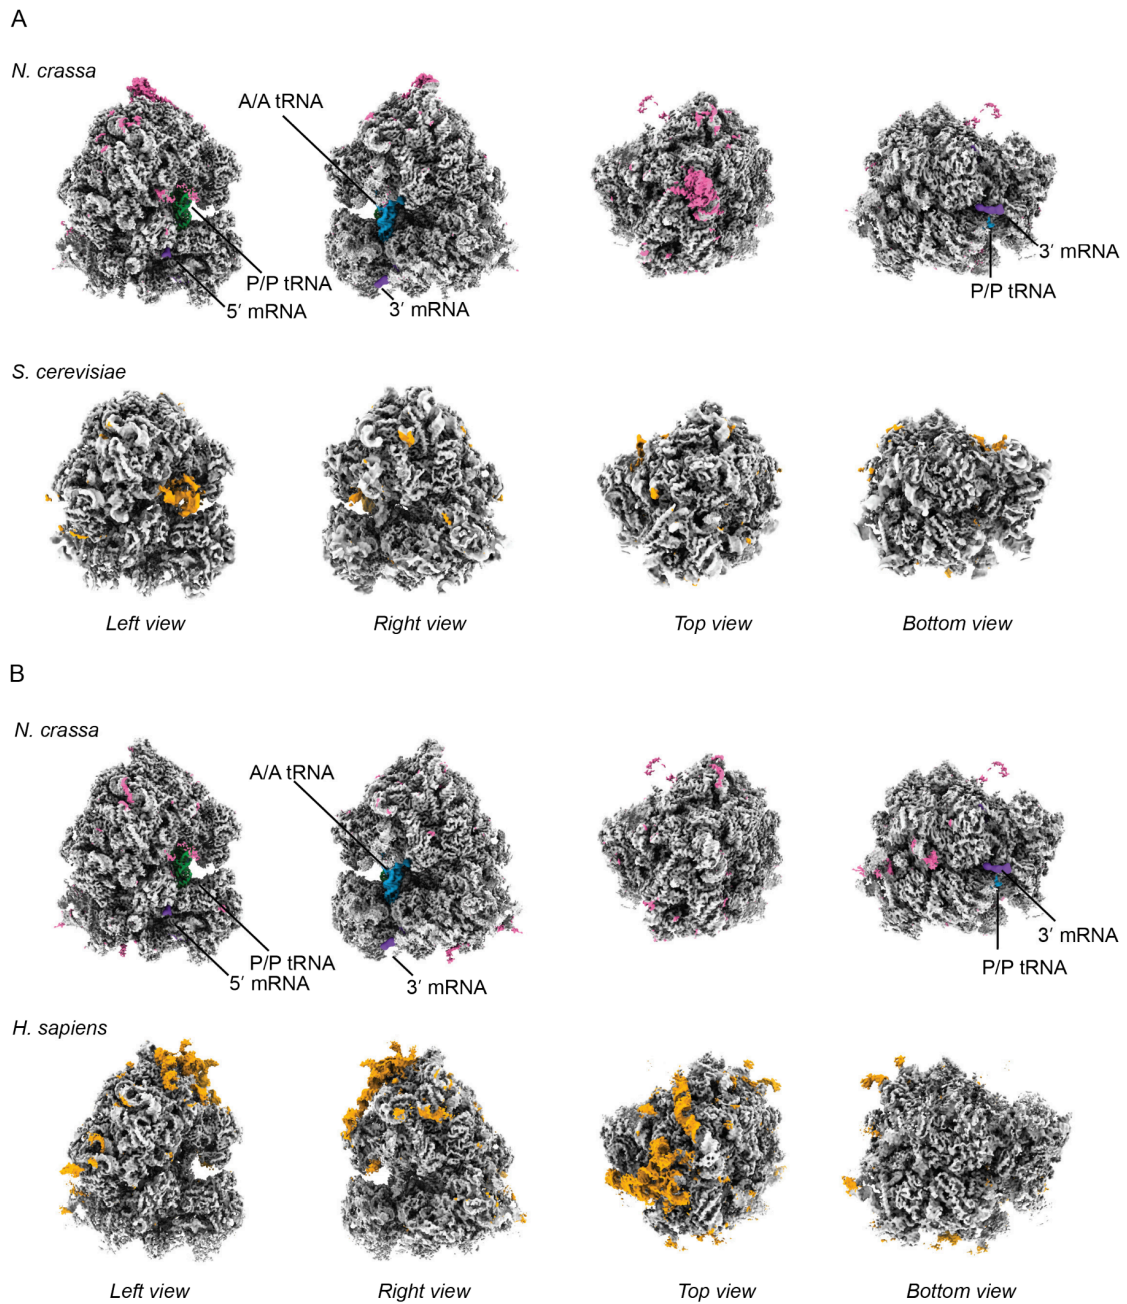 A
N. crassa
A/A tRNA
P/P tRNA
5′ mRNA
3′ mRNA
3′ mRNA
P/P tRNA
S. cerevisiae
Left view
Right view
Top view
Bottom view
B
N. crassa
A/A tRNA
P/P tRNA
5′ mRNA
3′ mRNA
3′ mRNA
P/P tRNA
H. sapiens
Left view
Right view
Top view
Bottom view